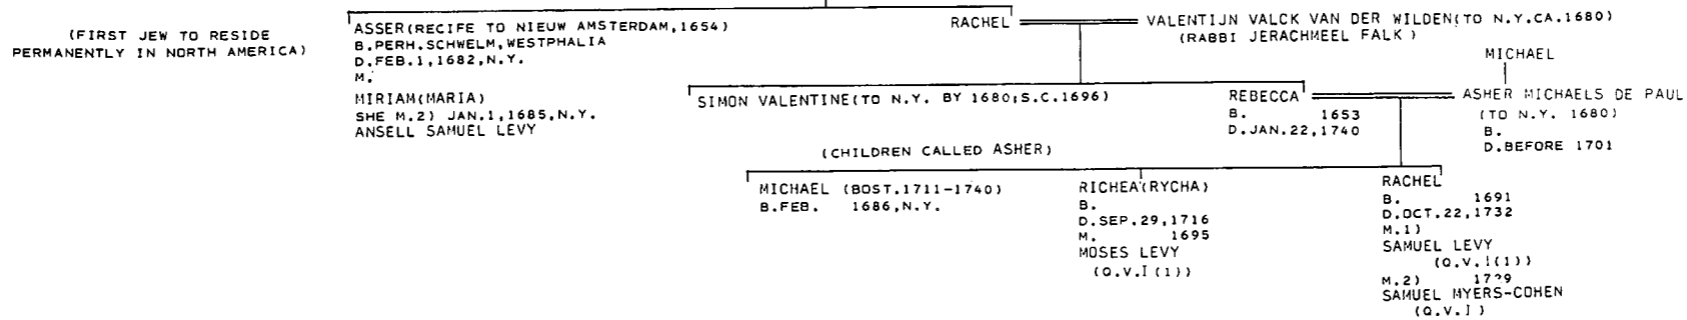 (FIRST JEW TO RESIDE
PERMANENTLY IN NORTH AMERICA)
ASSER(RECIFE TO NIEUW AMSTERDAM,1654)
B.PERH.SCHWELM,WESTPHALIA
D.FEB.1,1682,N.Y.
M.
MIRIAM(MARIA)
SHE M.2) JAN.1,1685,N.Y.
ANSELL SAMUEL LEVY
RACHEL
VALENTIJN VALCK VAN DER WILDEN(TO N.Y.CA.1680)
(RABBI JERACHMEEL FALK)
MICHAEL
SIMON VALENTINE(TO N.Y. BY 1680;S.C.1696)
REBECCA
B. 1653
D.JAN.22,1740
ASHER MICHAELS DE PAUL
(TO N.Y. 1680)
B.
D.BEFORE 1701
(CHILDREN CALLED ASHER)
MICHAEL (BOST.1711-1740)
B.FEB. 1686,N.Y.
RICHEA(RYCHA)
B.
D.SEP.29,1716
M. 1695
MOSES LEVY
(Q.V.I(1))
RACHEL
B. 1691
D.OCT.22,1732
M.1)
SAMUEL LEVY
(Q.V.I(1))
M.2)
SAMUEL MYERS-COHEN
(Q.V.I)